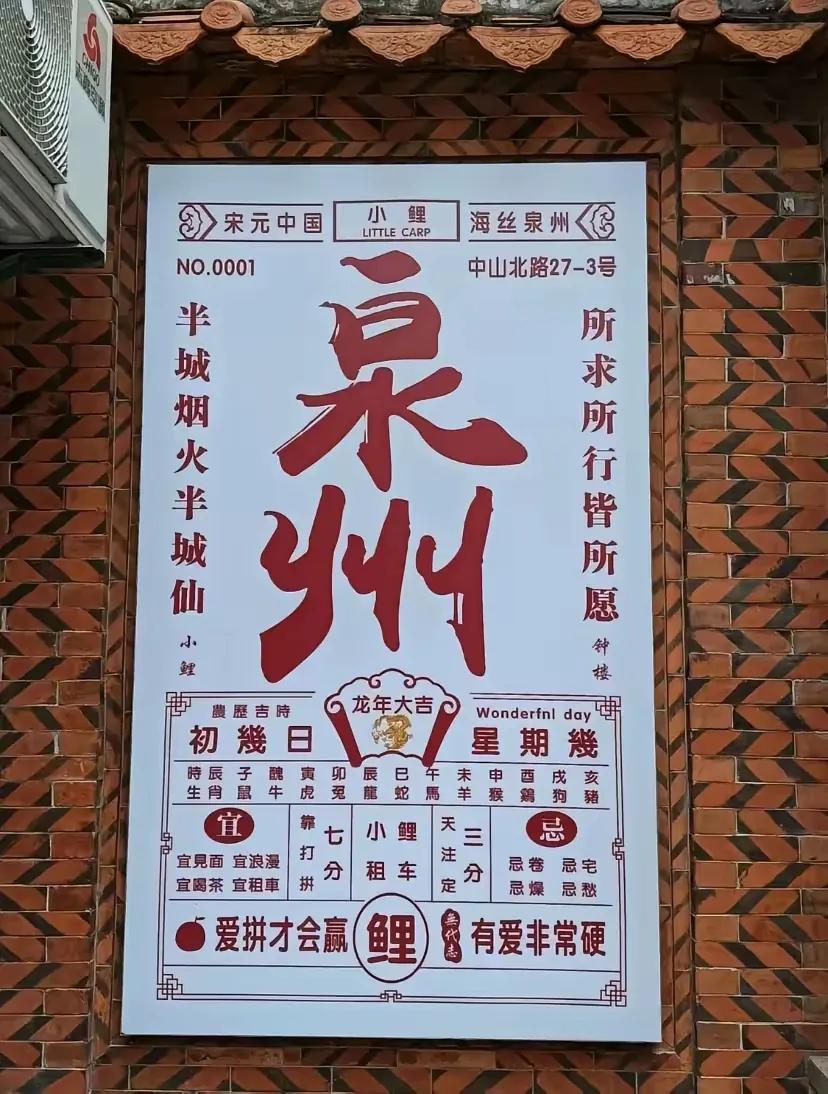 宋元中国
小鲤
LITTLE CARP
海丝泉州
NO.0001
中山北路27-3号
泉州
半城烟火半城仙
小鲤
所求所行皆所愿
钟楼
農歷吉時
初幾日
龙年大吉
Wonderfnl day
星期幾
時辰 子 醜 寅 卯 辰 巳 午 未 申 酉 戌 亥
生肖 鼠 牛 虎 兔 龍 蛇 馬 羊 猴 鷄 狗 豬
宜
宜見面 宜浪漫
宜喝茶 宜租車
靠打拼
七分
小鲤
租车
天注定
三分
忌
忌卷 忌宅
忌燥 忌愁
爱拼才会赢
鲤
無代志
有爱非常硬